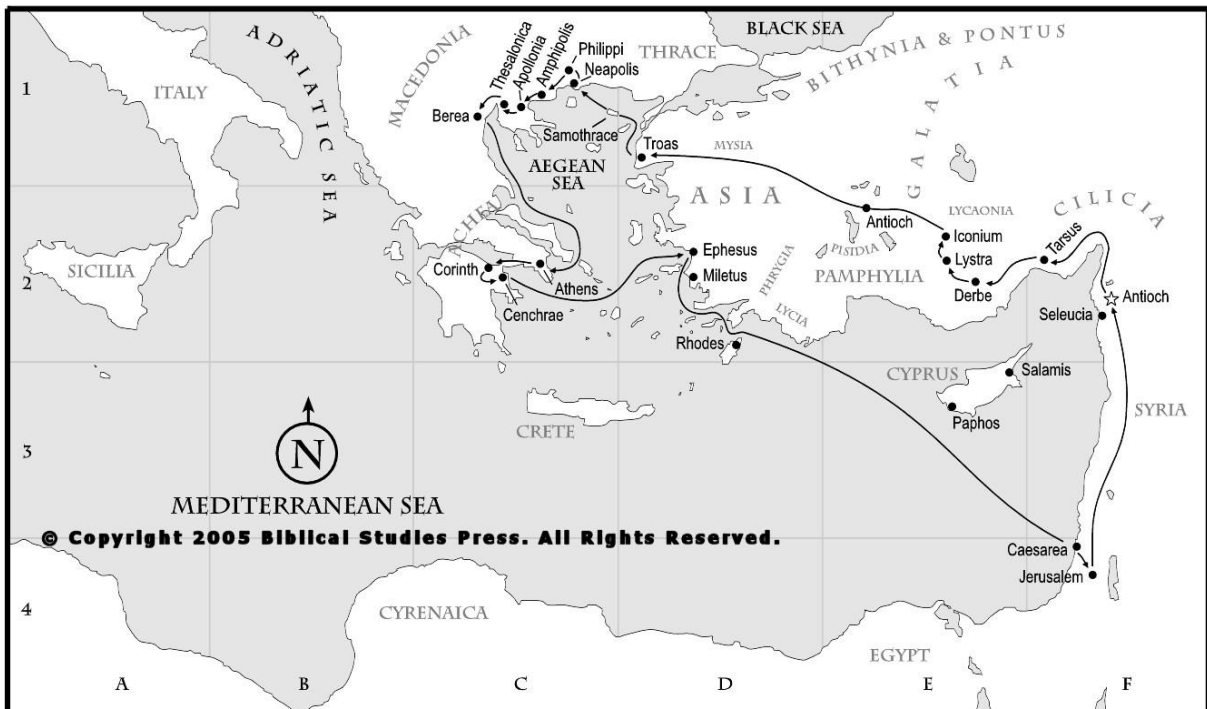 BLACK SEA
ADRIATIC SEA
MACEDONIA
Thesalonica
Apollonia
Amphipolis
Philippi
Neapolis
THRACE
BITHYNIA & PONTUS
GALATIA
1
ITALY
Berea
Samothrace
Troas
MYSIA
AEGEAN
SEA
ASIA
Antioch
LYCAONIA
CILICIA
ACHEA
Iconium
Tarsus
Ephesus
PISIDIA
Lystra
SICILIA
Corinth
Athens
Miletus
PHRYGIA
PAMPHYLIA
2
Derbe
Cenchrae
LYCIA
Antioch
Seleucia
Rhodes
CYPRUS
Salamis
Paphos
SYRIA
CRETE
3
N
MEDITERRANEAN SEA
© Copyright 2005 Biblical Studies Press. All Rights Reserved.
Caesarea
Jerusalem
4
CYRENAICA
EGYPT
A B C D E F